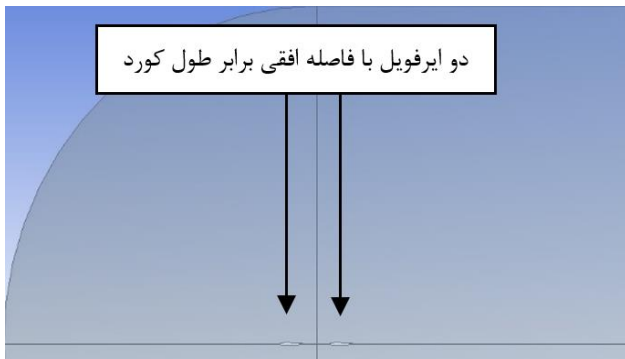 دو ایرفویل با فاصله افقی برابر طول کورد